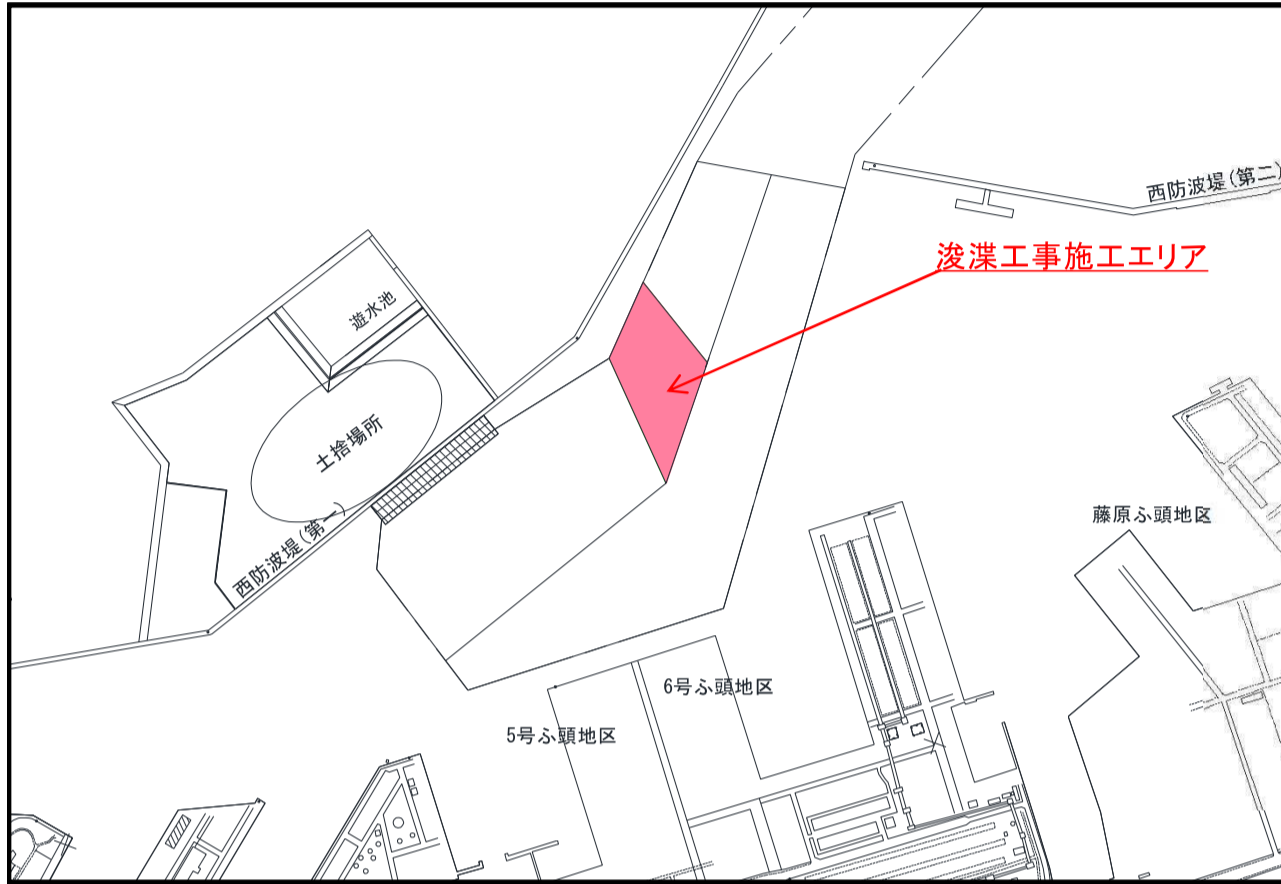 西防波堤(第二)
浚渫工事施工エリア
遊水池
土捨場所
西防波堤(第一)
藤原ふ頭地区
6号ふ頭地区
5号ふ頭地区